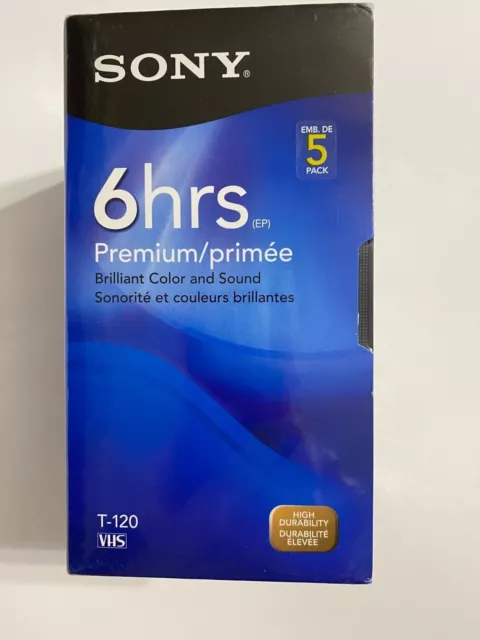 SONY®
EMB. DE
5
PACK
6hrs (EP)
Premium/primée
Brilliant Color and Sound
Sonorité et couleurs brillantes
T-120
VHS
HIGH
DURABILITY
DURABILITÉ
ÉLEVÉE